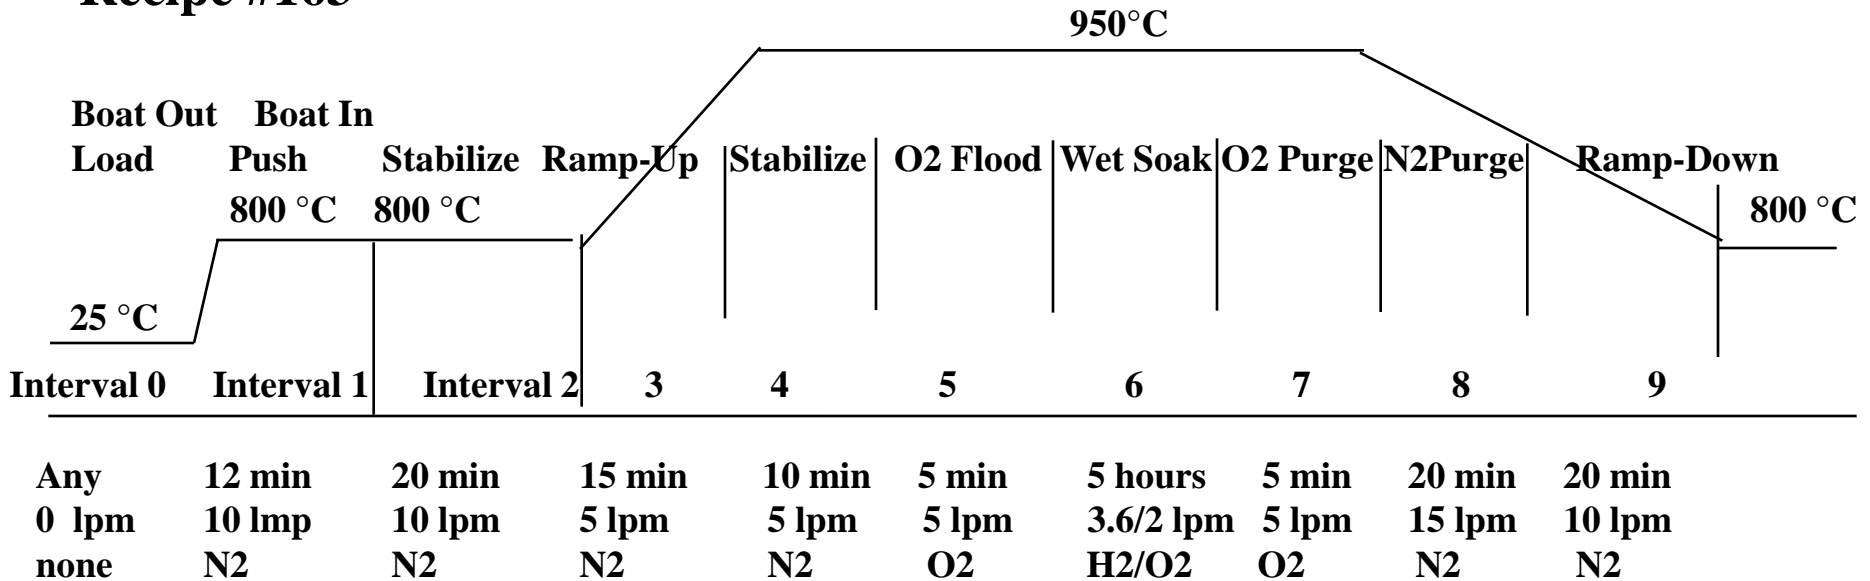 Recipe #165
950°C
Boat Out Boat In
Load Push Stabilize Ramp-Up Stabilize O2 Flood Wet Soak O2 Purge N2Purge Ramp-Down
800 °C 800 °C 800 °C
25 °C
Interval 0 Interval 1 Interval 2 3 4 5 6 7 8 9
Any 12 min 20 min 15 min 10 min 5 min 5 hours 5 min 20 min 20 min
0 lpm 10 lmp 10 lpm 5 lpm 5 lpm 5 lpm 3.6/2 lpm 5 lpm 15 lpm 10 lpm
none N2 N2 N2 N2 O2 H2/O2 O2 N2 N2